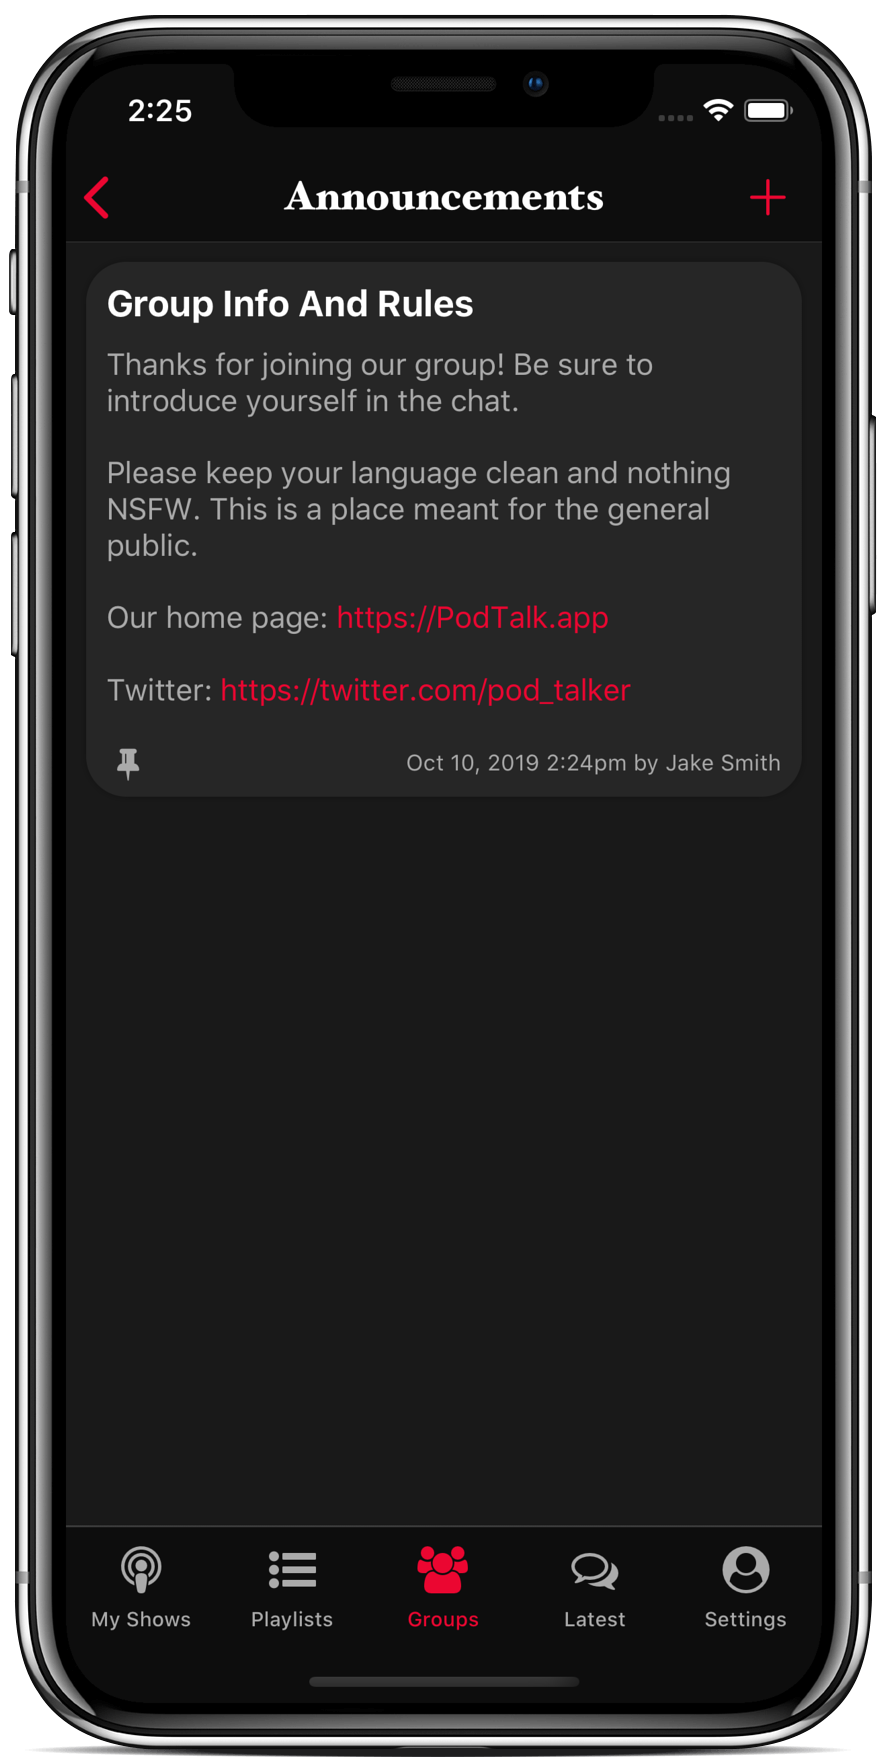 2:25
Announcements
Group Info And Rules
Thanks for joining our group! Be sure to
introduce yourself in the chat.
Please keep your language clean and nothing
NSFW. This is a place meant for the general
public.
Our home page: https://PodTalk.app
Twitter: https://twitter.com/pod_talker
Oct 10, 2019 2:24pm by Jake Smith
My Shows
Playlists
Groups
Latest
Settings